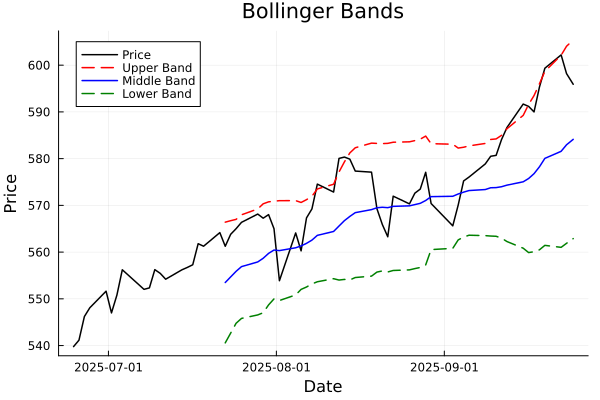 Bollinger Bands
Price
Upper Band
Middle Band
Lower Band
Price
600
590
580
570
560
550
540
2025-07-01
2025-08-01
2025-09-01
Date